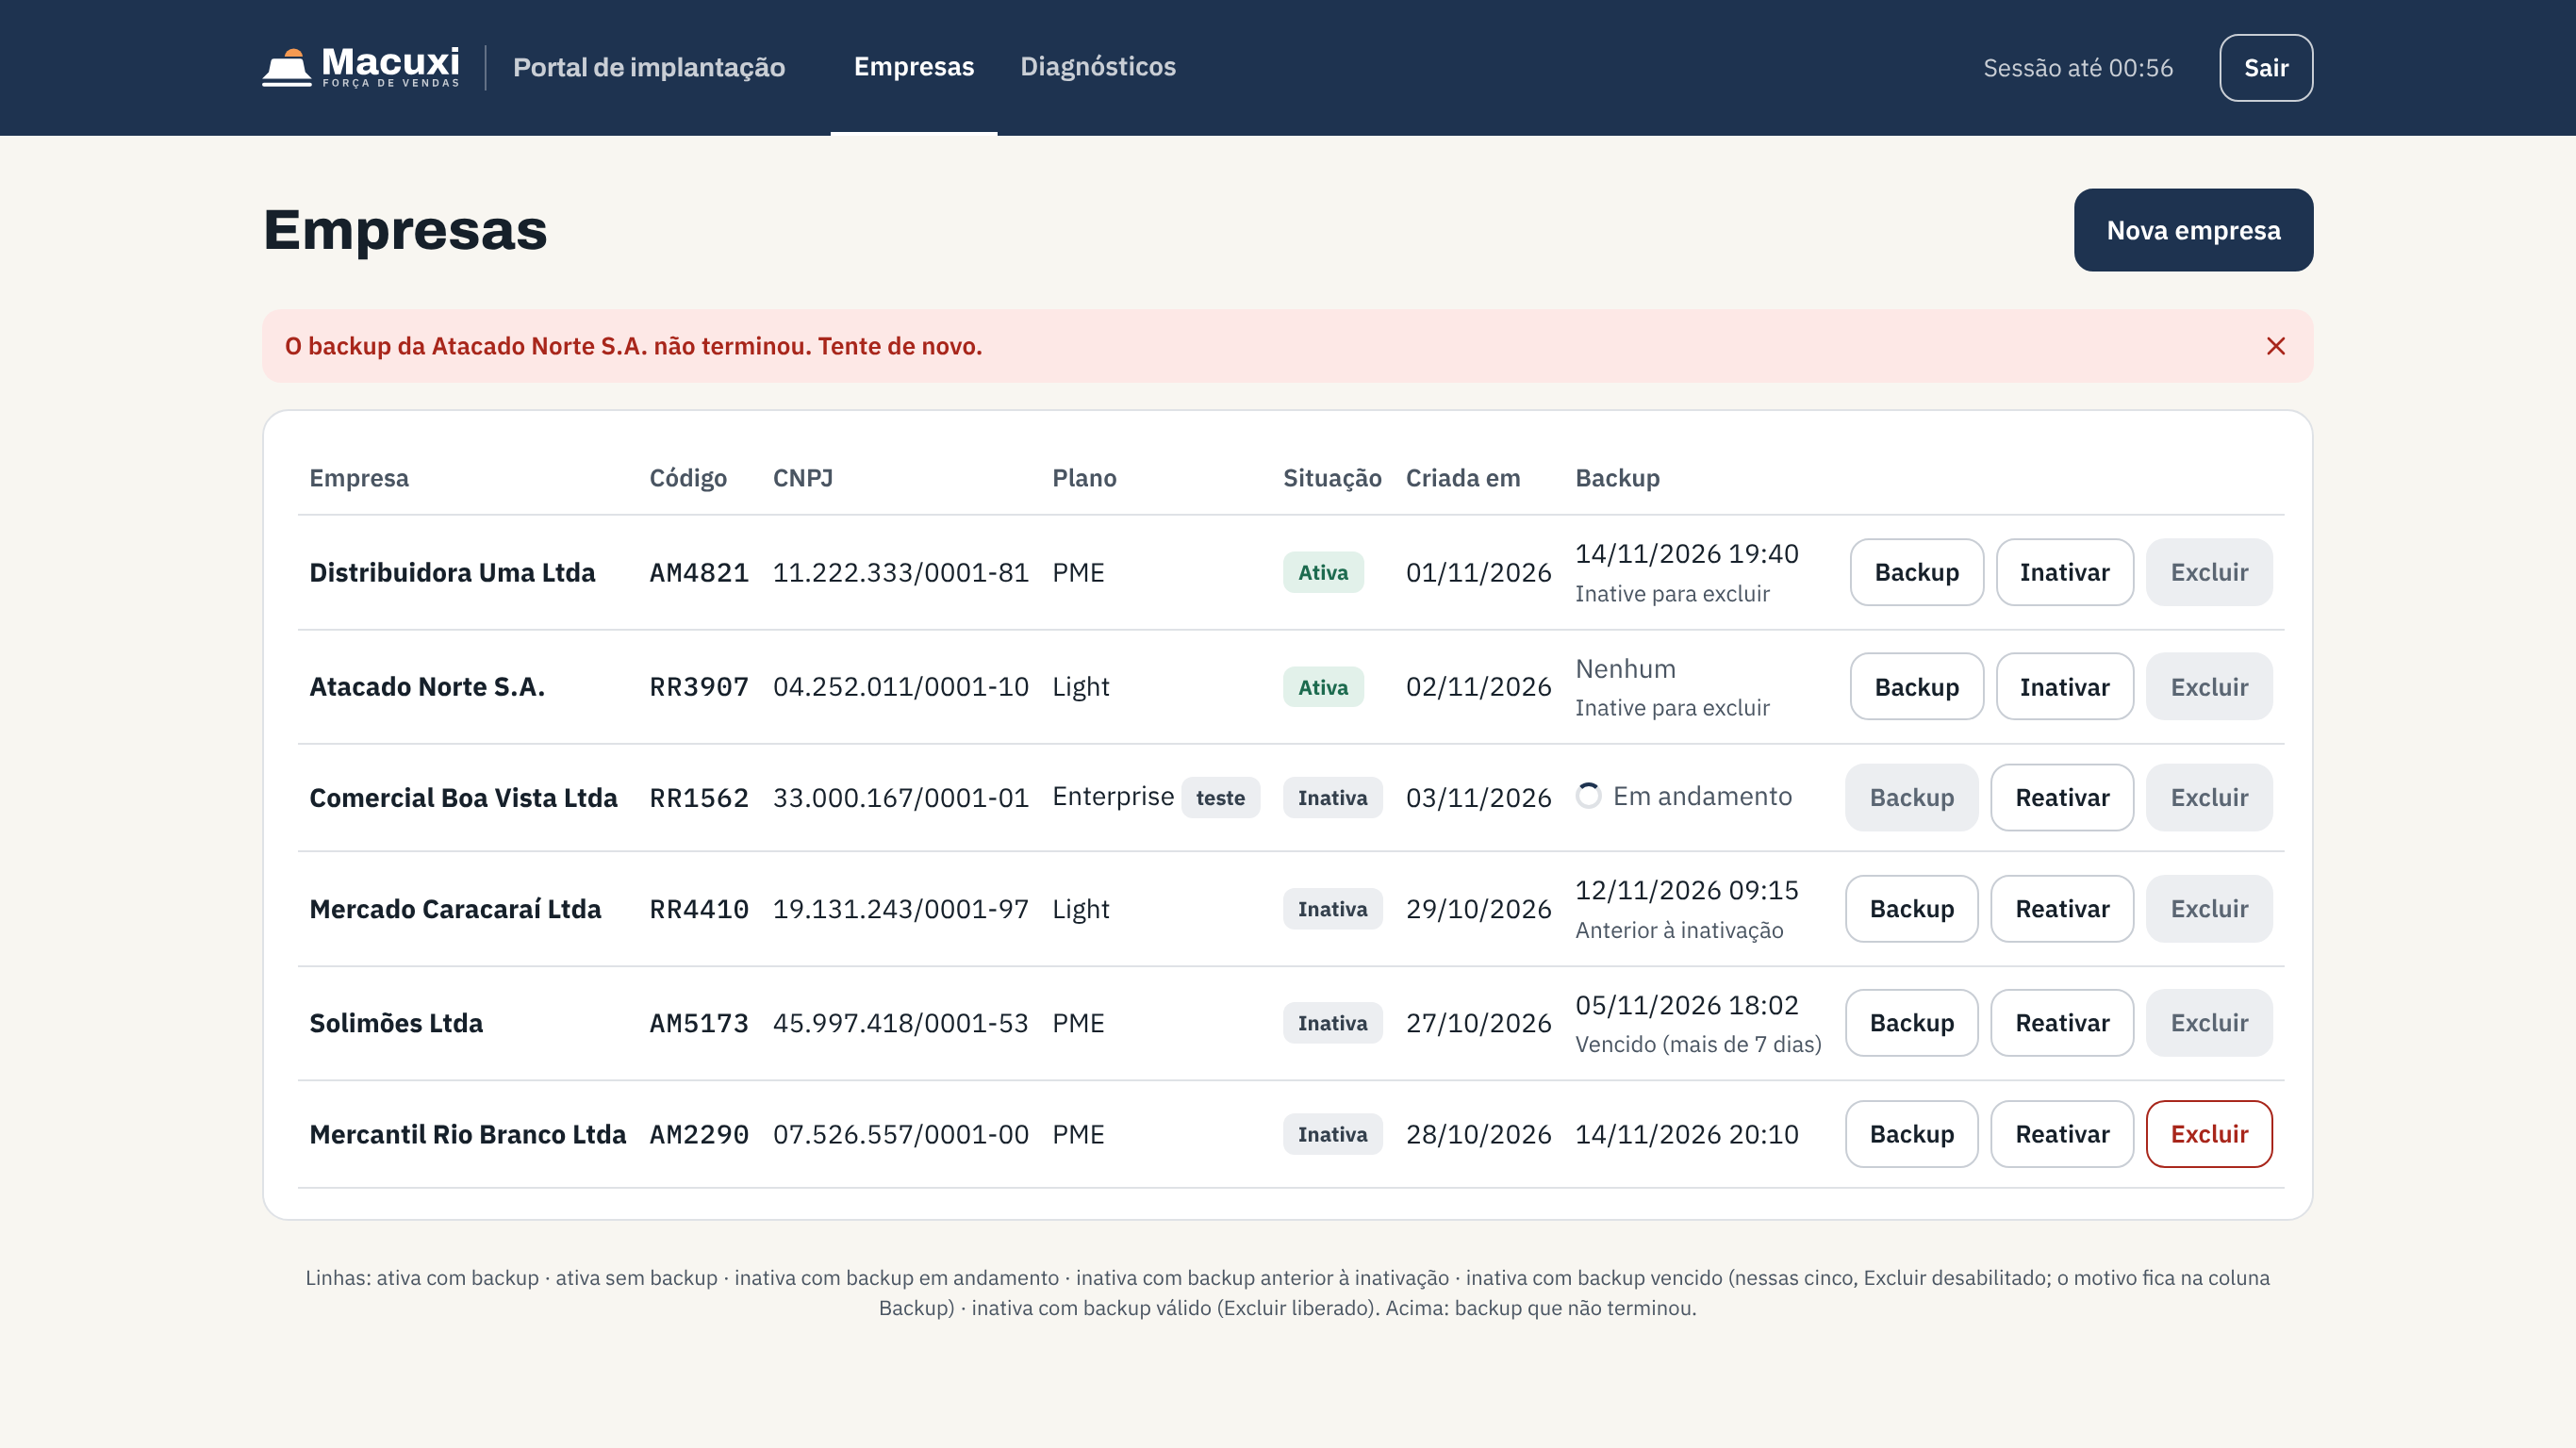 Macuxi
FORÇA DE VENDAS
Portal de implantação
Empresas
Diagnósticos
Sessão até 00:56
Sair
Empresas
Nova empresa
O backup da Atacado Norte S.A. não terminou. Tente de novo.
Empresa Código CNPJ Plano Situação Criada em Backup
Distribuidora Uma Ltda AM4821 11.222.333/0001-81 PME Ativa 01/11/2026 14/11/2026 19:40 Backup Inativar Excluir
Inative para excluir
Atacado Norte S.A. RR3907 04.252.011/0001-10 Light Ativa 02/11/2026 Nenhum Backup Inativar Excluir
Inative para excluir
Comercial Boa Vista Ltda RR1562 33.000.167/0001-01 Enterprise teste Inativa 03/11/2026 Em andamento Backup Reativar Excluir
Mercado Caracaraí Ltda RR4410 19.131.243/0001-97 Light Inativa 29/10/2026 12/11/2026 09:15 Backup Reativar Excluir
Anterior à inativação
Solimões Ltda AM5173 45.997.418/0001-53 PME Inativa 27/10/2026 05/11/2026 18:02 Backup Reativar Excluir
Vencido (mais de 7 dias)
Mercantil Rio Branco Ltda AM2290 07.526.557/0001-00 PME Inativa 28/10/2026 14/11/2026 20:10 Backup Reativar Excluir
Linhas: ativa com backup · ativa sem backup · inativa com backup em andamento · inativa com backup anterior à inativação · inativa com backup vencido (nessas cinco, Excluir desabilitado; o motivo fica na coluna
Backup) · inativa com backup válido (Excluir liberado). Acima: backup que não terminou.